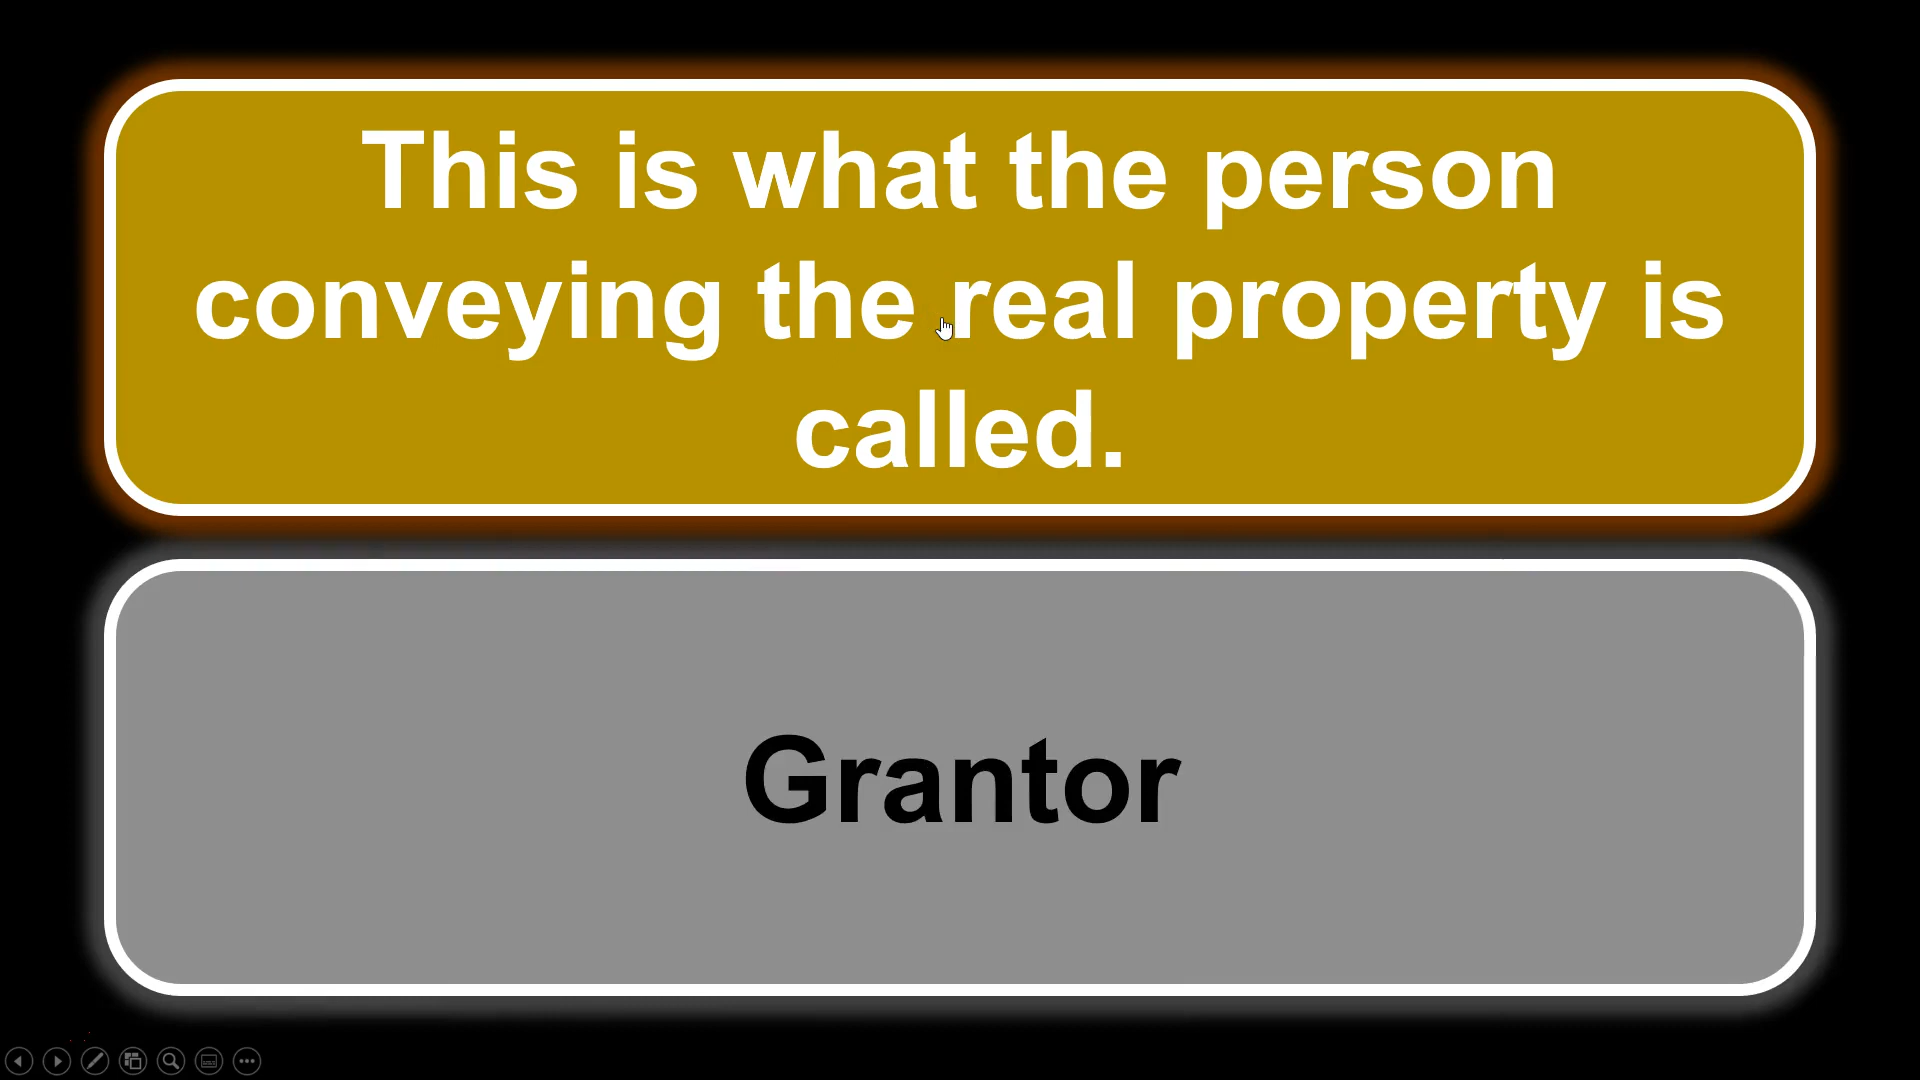 This is what the person
conveying the real property is
called.
Grantor